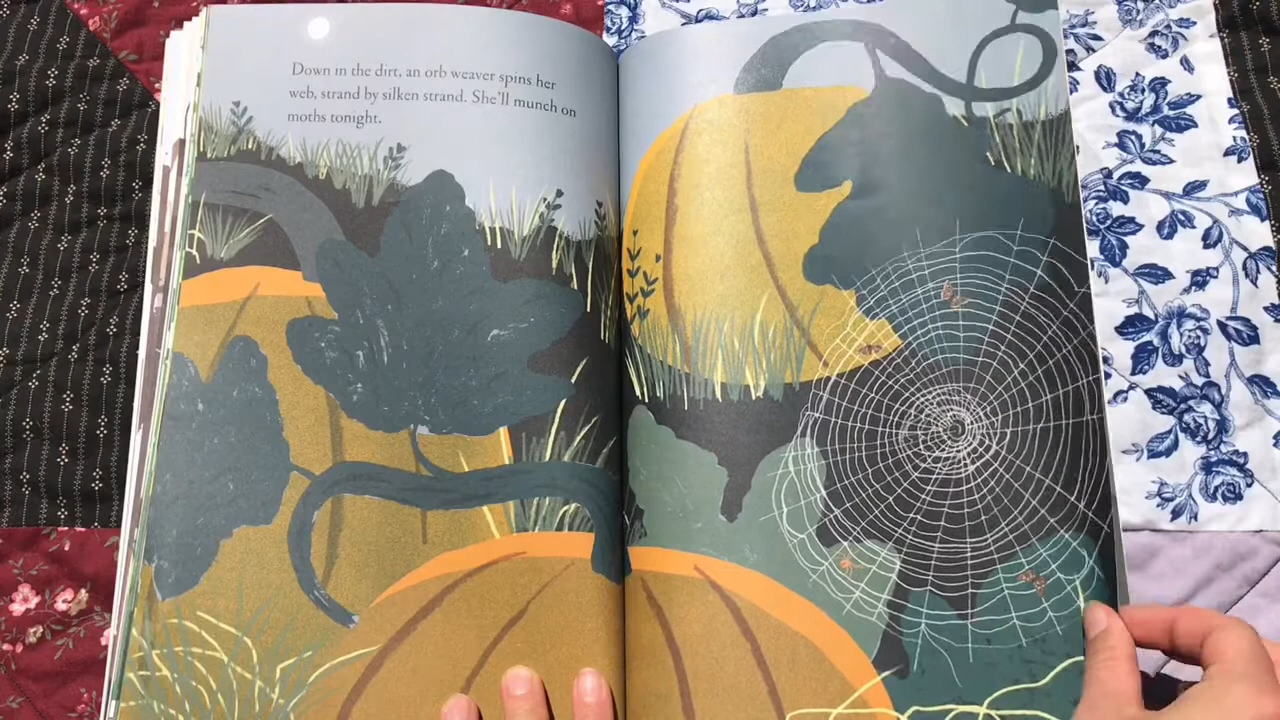 Down in the dirt, an orb weaver spins her
web, strand by silken strand. She’ll munch on
moths tonight.